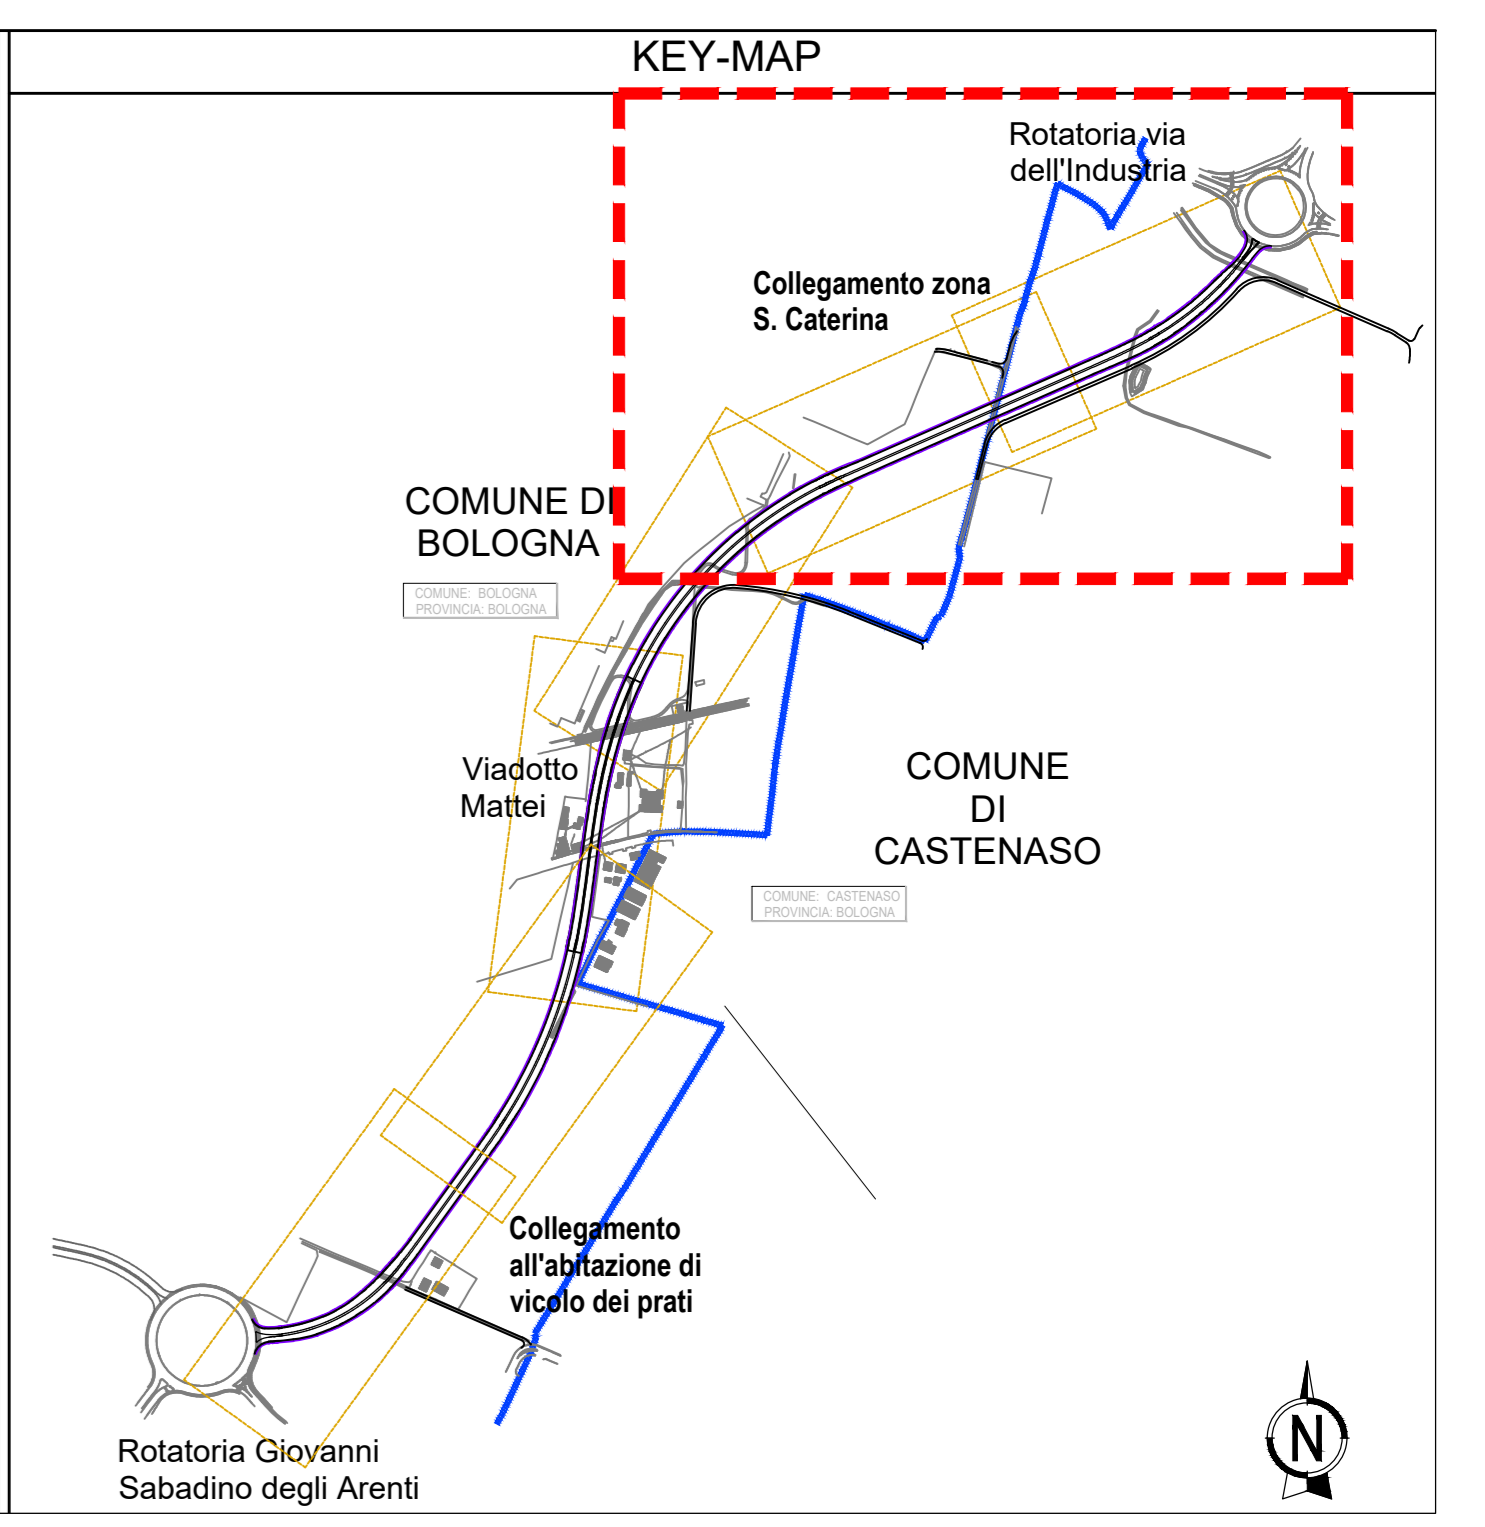 KEY-MAP
Rotatoria via
dell'Industria
Collegamento zona
S. Caterina
COMUNE DI
BOLOGNA
COMUNE: BOLOGNA
PROVINCIA: BOLOGNA
Viadotto
Mattei
COMUNE
DI
CASTENASO
COMUNE: CASTENASO
PROVINCIA: BOLOGNA
Collegamento
all'abitazione di
vicolo dei prati
Rotatoria Giovanni
Sabadino degli Arenti
N